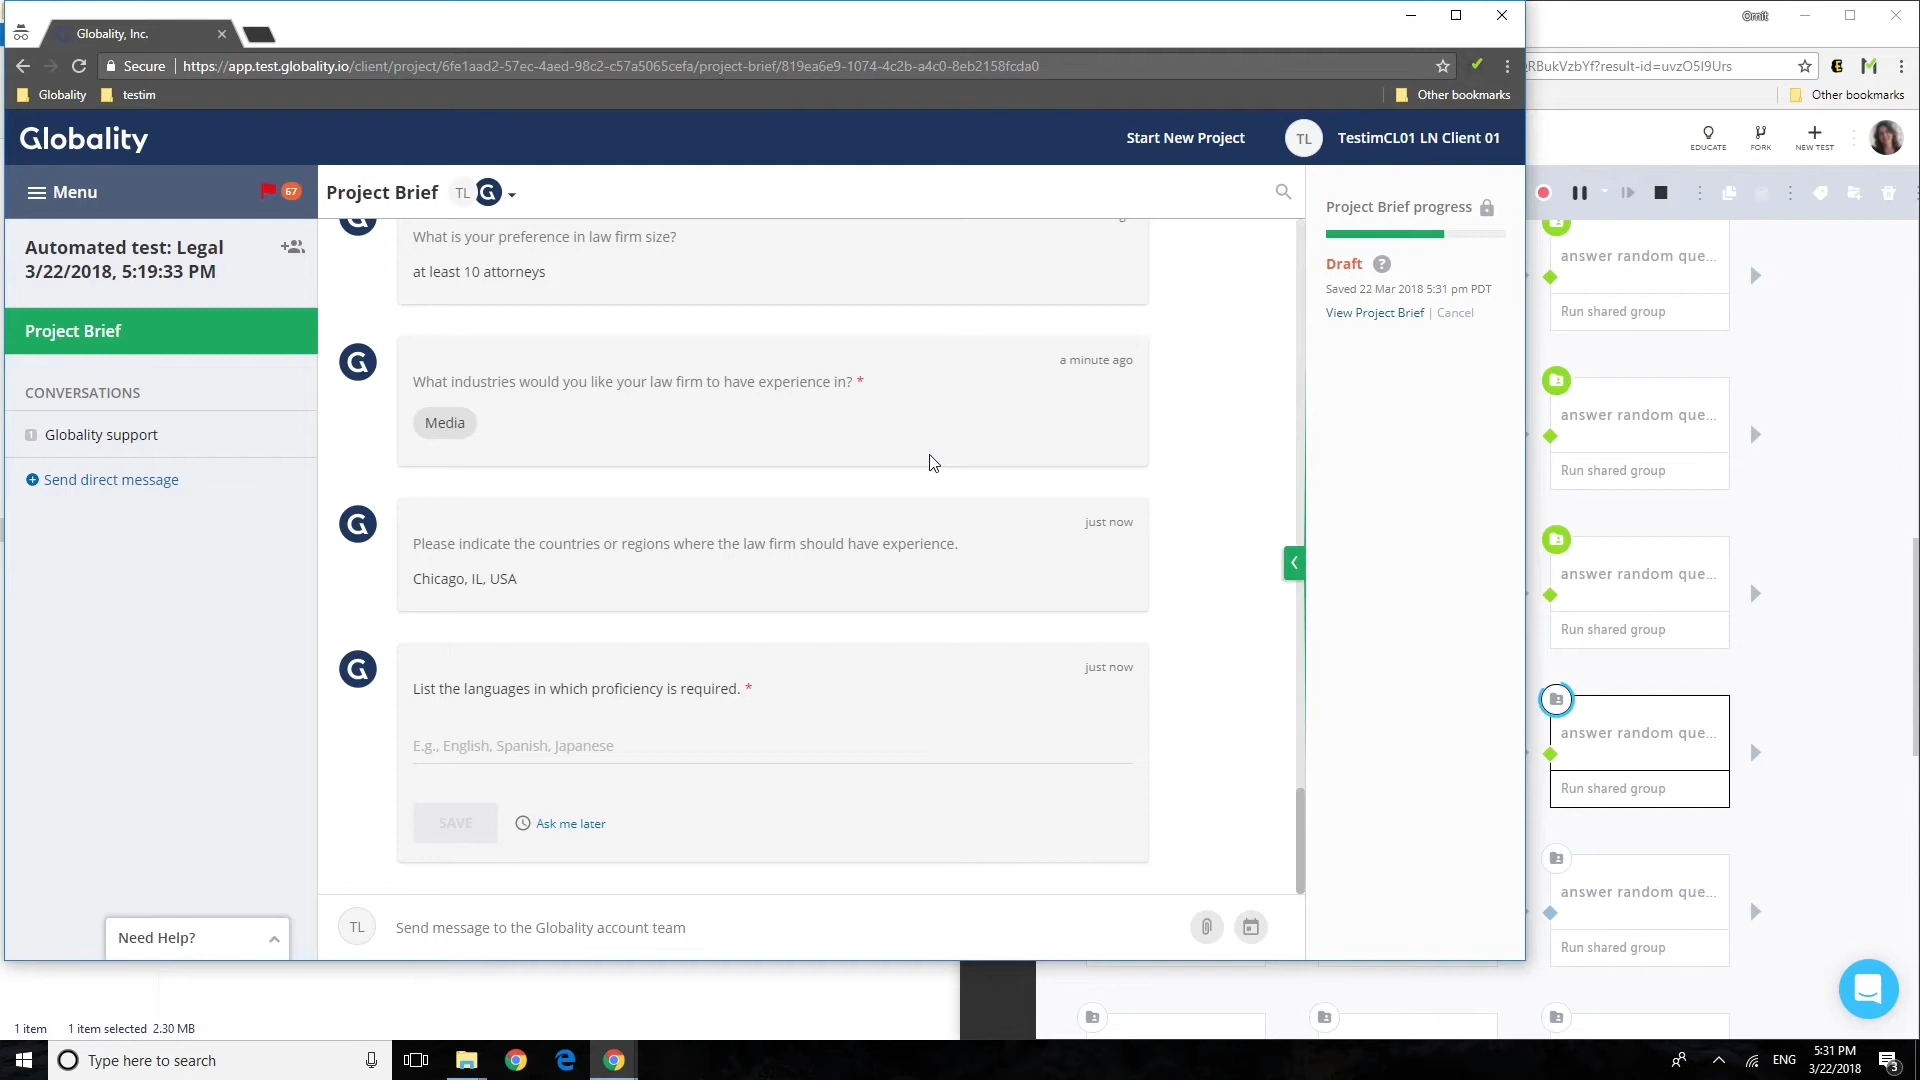 Globality, Inc.
Omit
Secure
https://app.test.globality.io/client/project/6fe1aad2-57ec-4aed-98c2-c57a5065cefa/project-brief/819ea6e9-1074-4c2b-a4c0-8eb2158fcda0
RBukVzbYf?result-id=uvzO5I9Urs
Globality
testim
Other bookmarks
Other bookmarks
Globality
Start New Project
TL
TestimCL01 LN Client 01
EDUCATE
FORK
NEW TEST
Menu
67
Project Brief
TL
Project Brief progress
Automated test: Legal
3/22/2018, 5:19:33 PM
What is your preference in law firm size?
at least 10 attorneys
Draft
?
Saved 22 Mar 2018 5:31 pm PDT
View Project Brief | Cancel
answer random que...
Run shared group
Project Brief
CONVERSATIONS
1
Globality support
Send direct message
a minute ago
What industries would you like your law firm to have experience in? *
Media
answer random que...
Run shared group
just now
Please indicate the countries or regions where the law firm should have experience.
Chicago, IL, USA
answer random que...
Run shared group
just now
List the languages in which proficiency is required. *
E.g., English, Spanish, Japanese
SAVE
Ask me later
answer random que...
Run shared group
answer random que...
Run shared group
Need Help?
TL
Send message to the Globality account team
1 item
1 item selected
2.30 MB
Type here to search
ENG
5:31 PM
3/22/2018
3